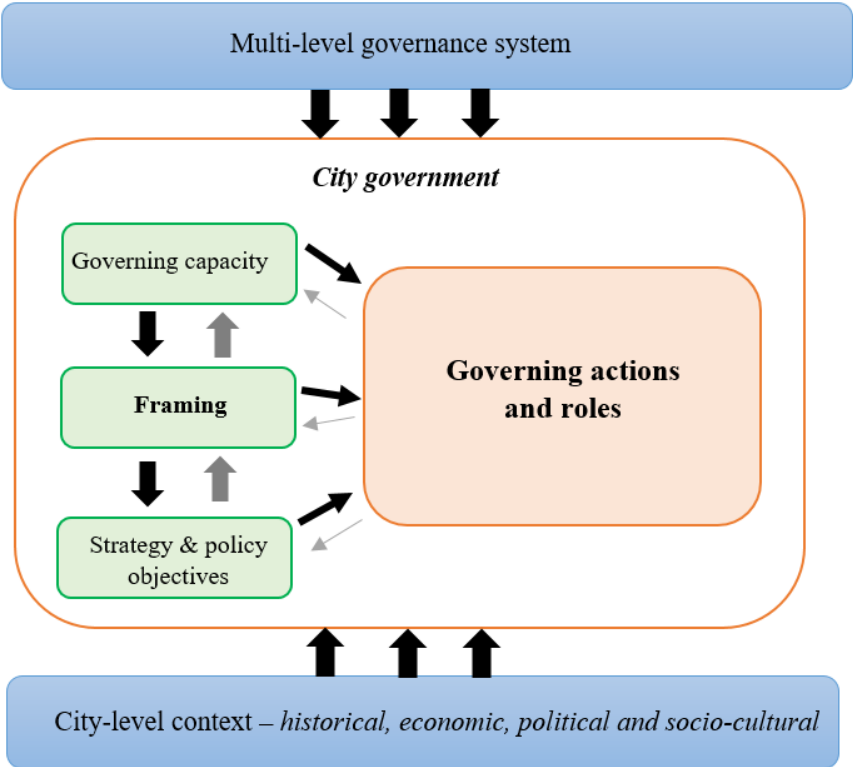 Multi-level governance system
City government
Governing capacity
Framing
Strategy & policy
objectives
Governing actions
and roles
City-level context – historical, economic, political and socio-cultural